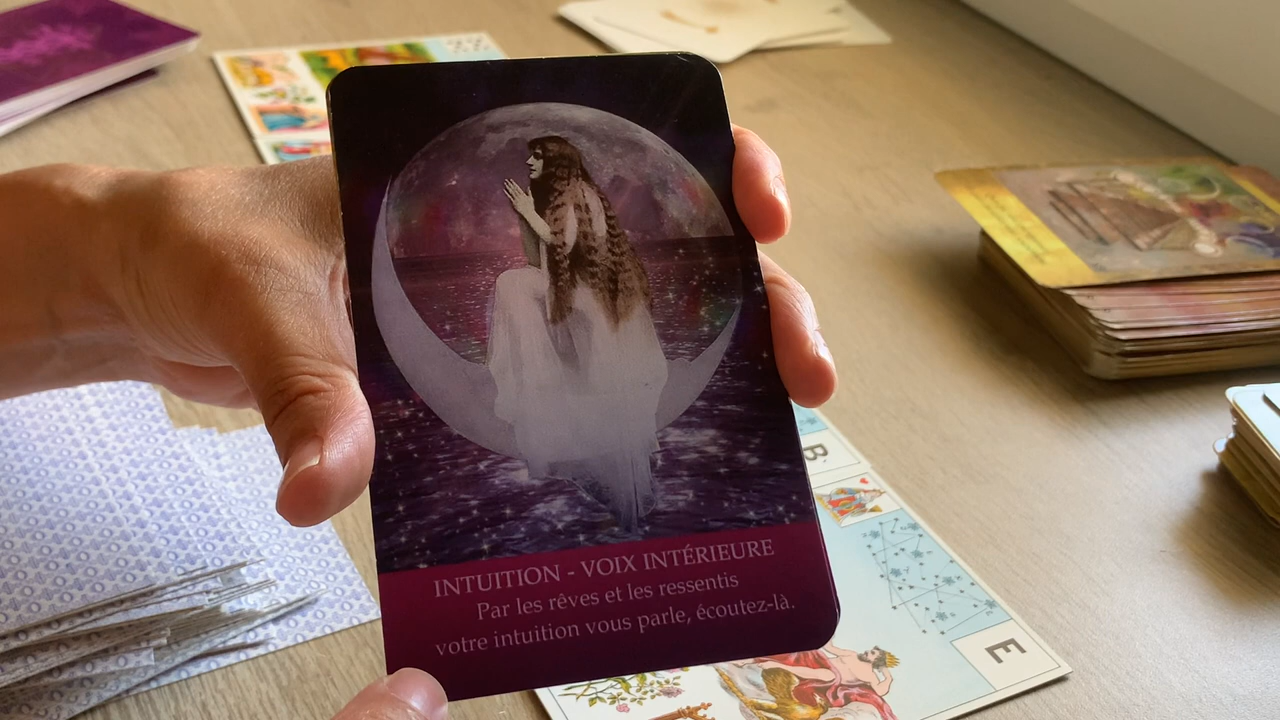 INTUITION - VOIX INTÉRIEURE
Par les rêves et les ressentis
votre intuition vous parle, écoutez-là.
B
E